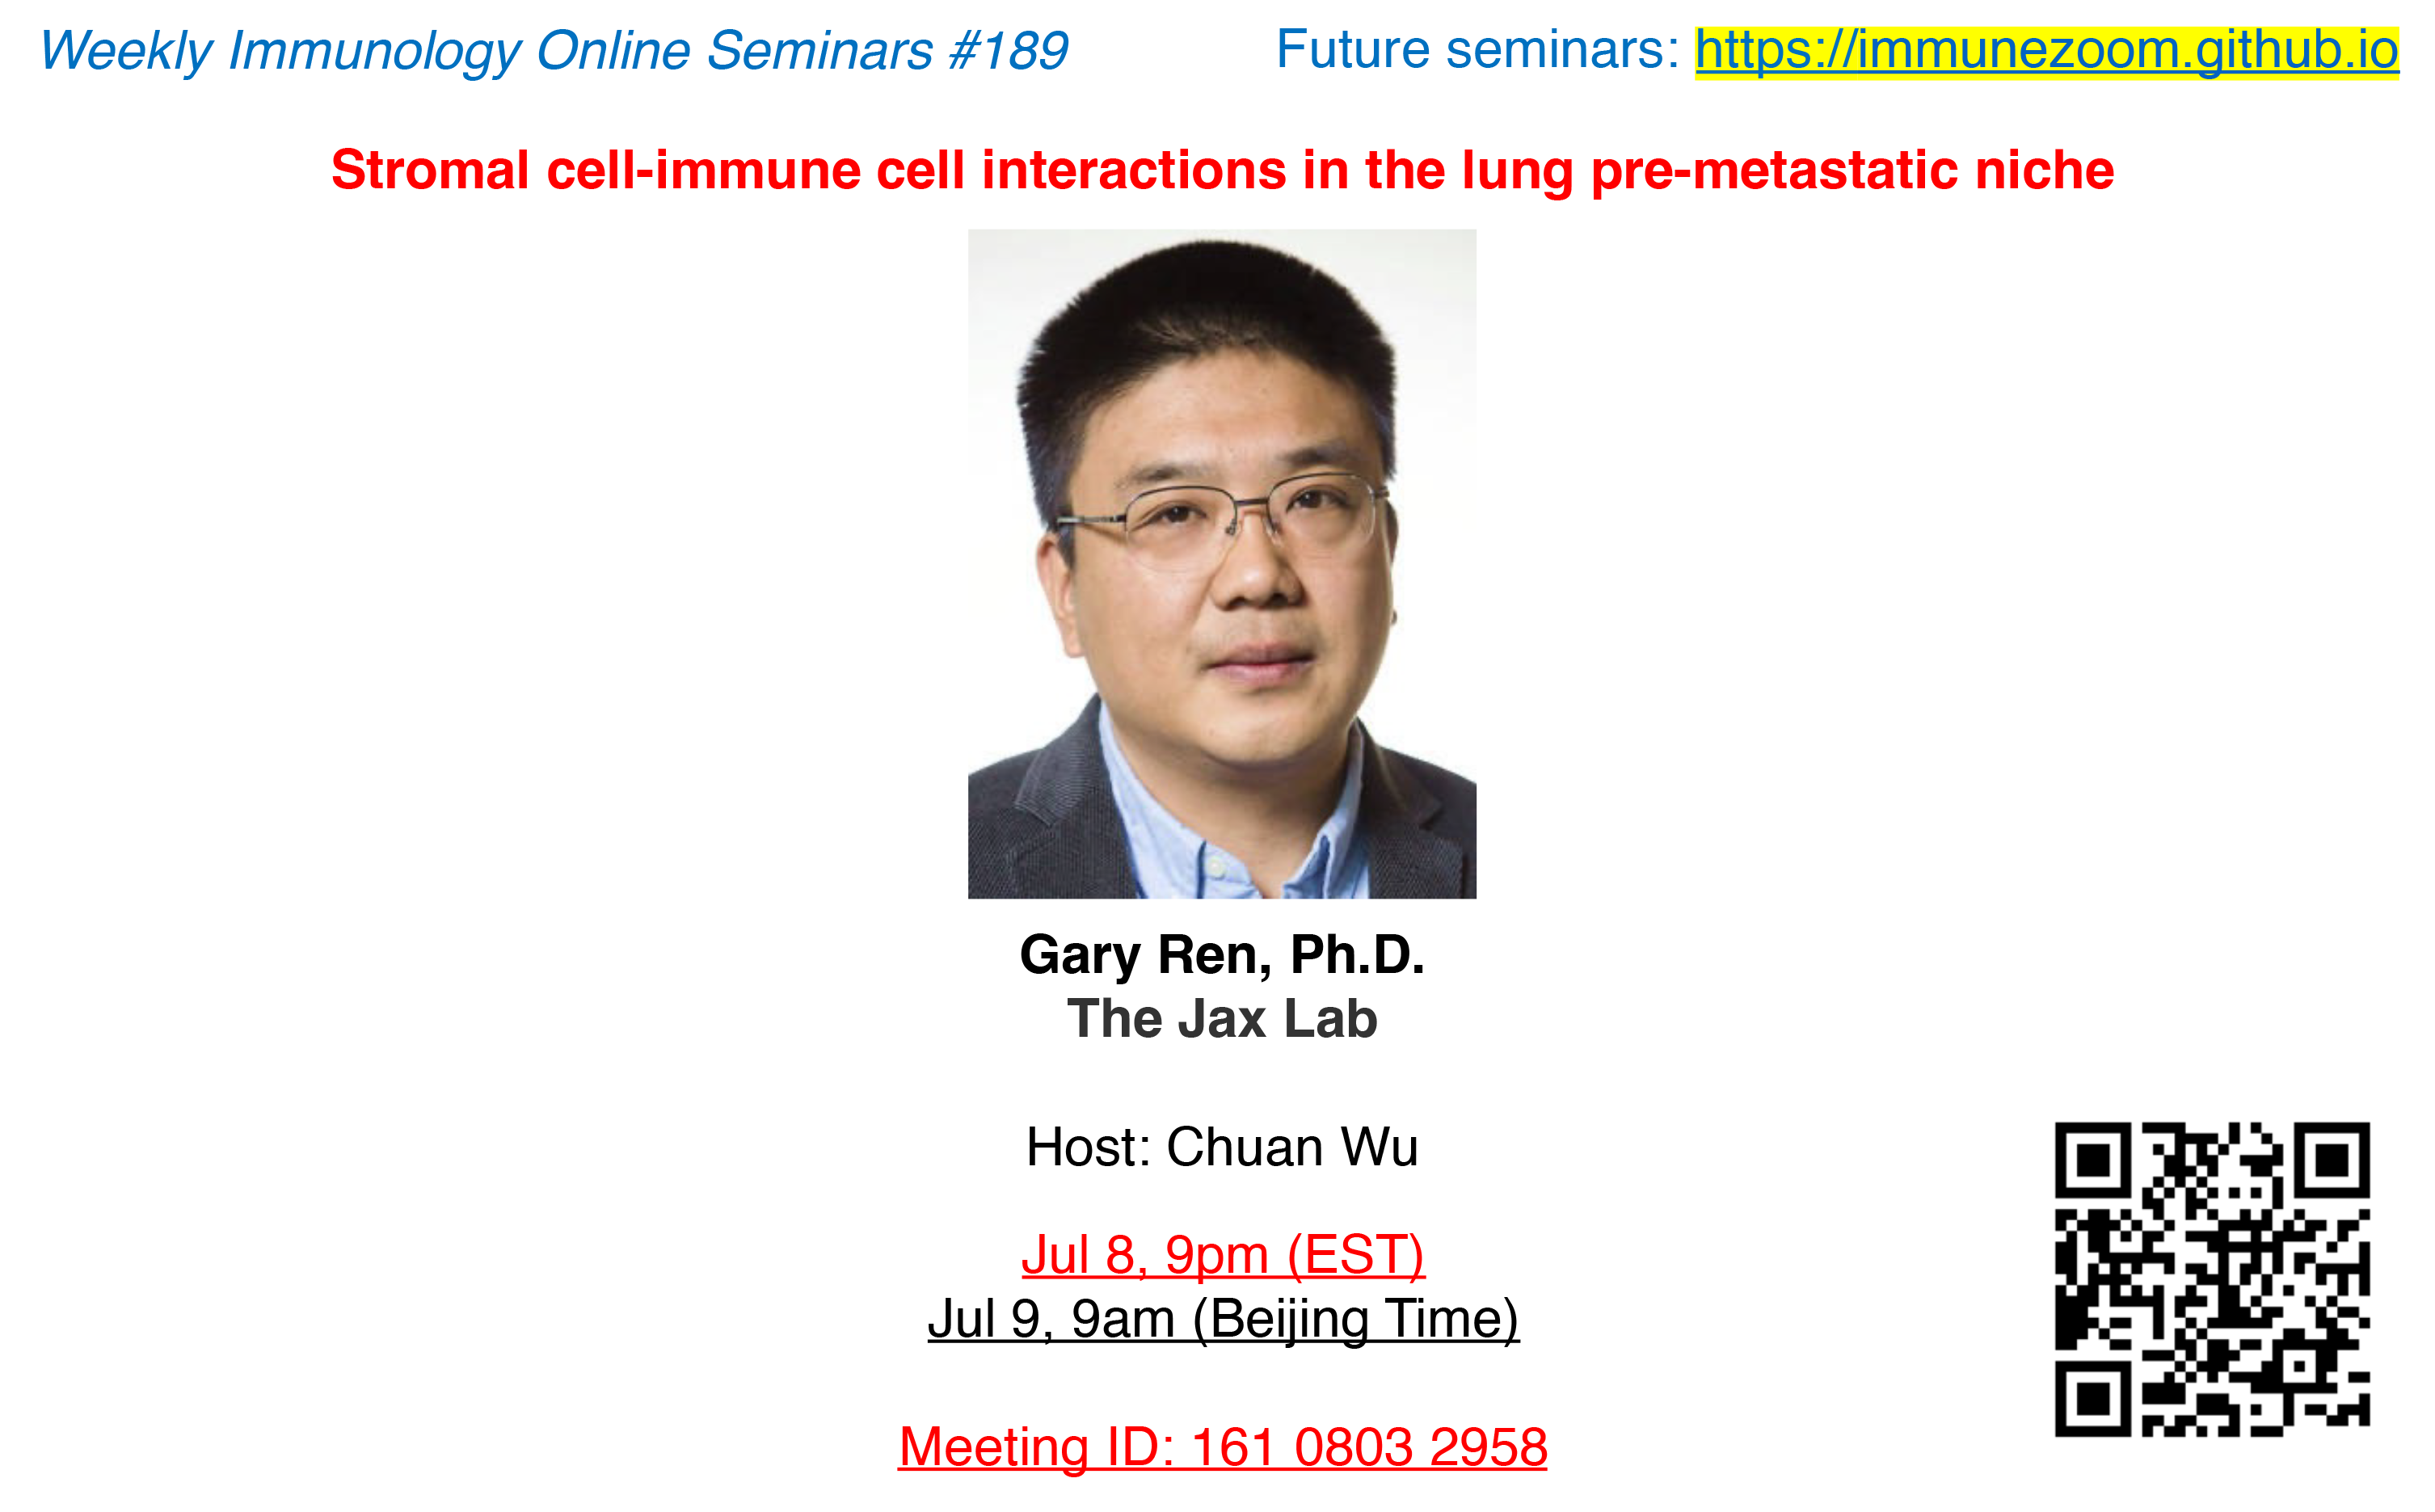 Weekly Immunology Online Seminars #189
Future seminars: https://immunezoom.github.io
Stromal cell-immune cell interactions in the lung pre-metastatic niche
Gary Ren, Ph.D.
The Jax Lab
Host: Chuan Wu
Jul 8, 9pm (EST)
Jul 9, 9am (Beijing Time)
Meeting ID: 161 0803 2958